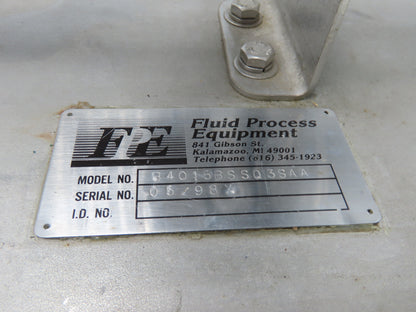 FPE
Fluid Process
Equipment
841 Gibson St.
Kalamazoo, MI 49001
Telephone (616) 345-1923
MODEL NO.
SERIAL NO.
I.D. NO.